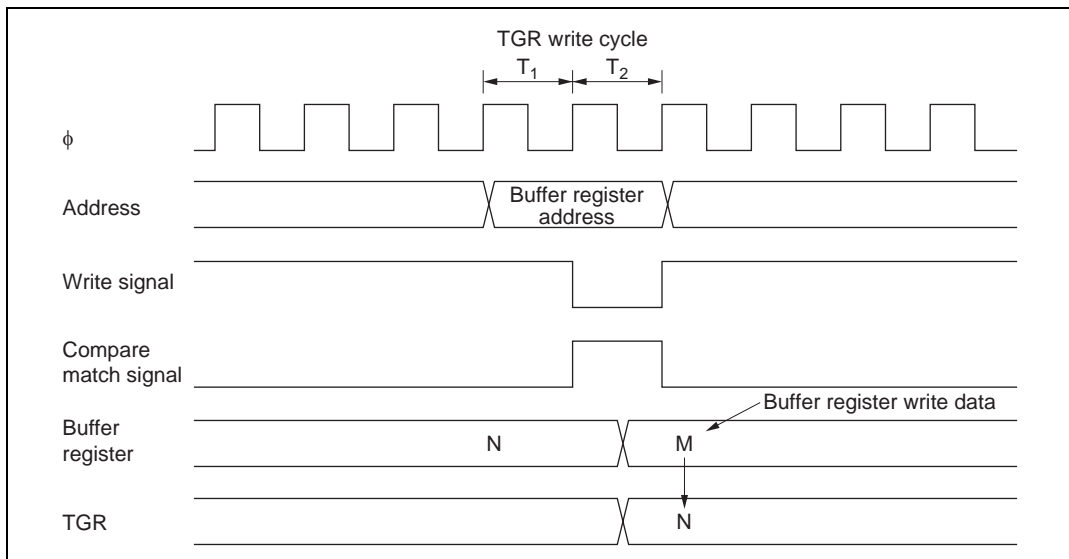 TGR write cycle
T₁ T₂
ϕ
Address
Buffer register
address
Write signal
Compare
match signal
Buffer register write data
Buffer
register
N M
TGR
N